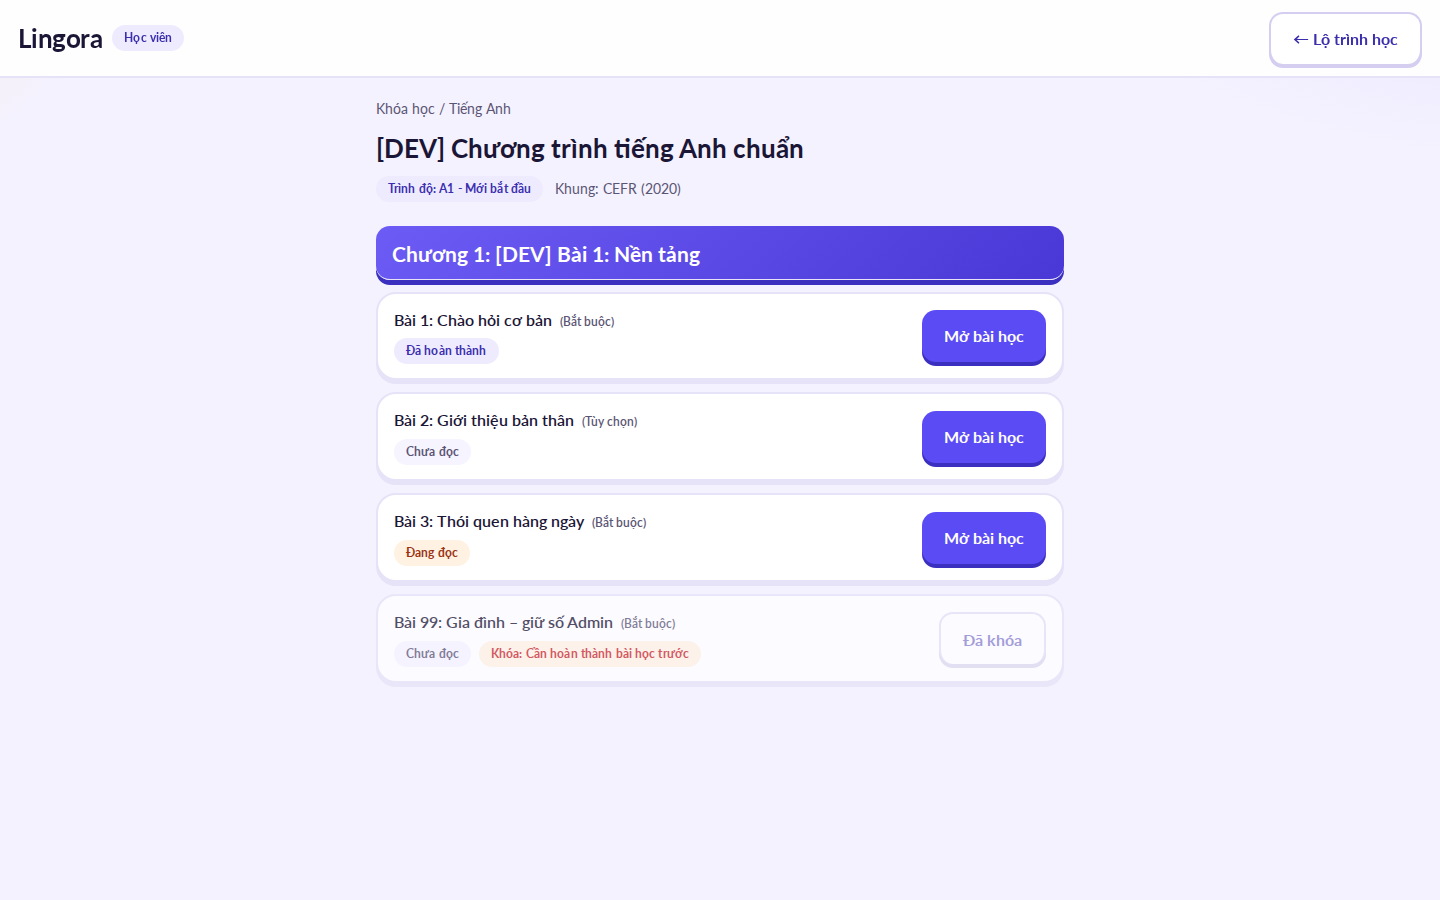 Lingora Học viên
← Lộ trình học
Khóa học / Tiếng Anh
[DEV] Chương trình tiếng Anh chuẩn
Trình độ: A1 - Mới bắt đầu Khung: CEFR (2020)
Chương 1: [DEV] Bài 1: Nền tảng
Bài 1: Chào hỏi cơ bản (Bắt buộc)
Đã hoàn thành
Mở bài học
Bài 2: Giới thiệu bản thân (Tùy chọn)
Chưa đọc
Mở bài học
Bài 3: Thói quen hàng ngày (Bắt buộc)
Đang đọc
Mở bài học
Bài 99: Gia đình – giữ số Admin (Bắt buộc)
Chưa đọc Khóa: Cần hoàn thành bài học trước
Đã khóa